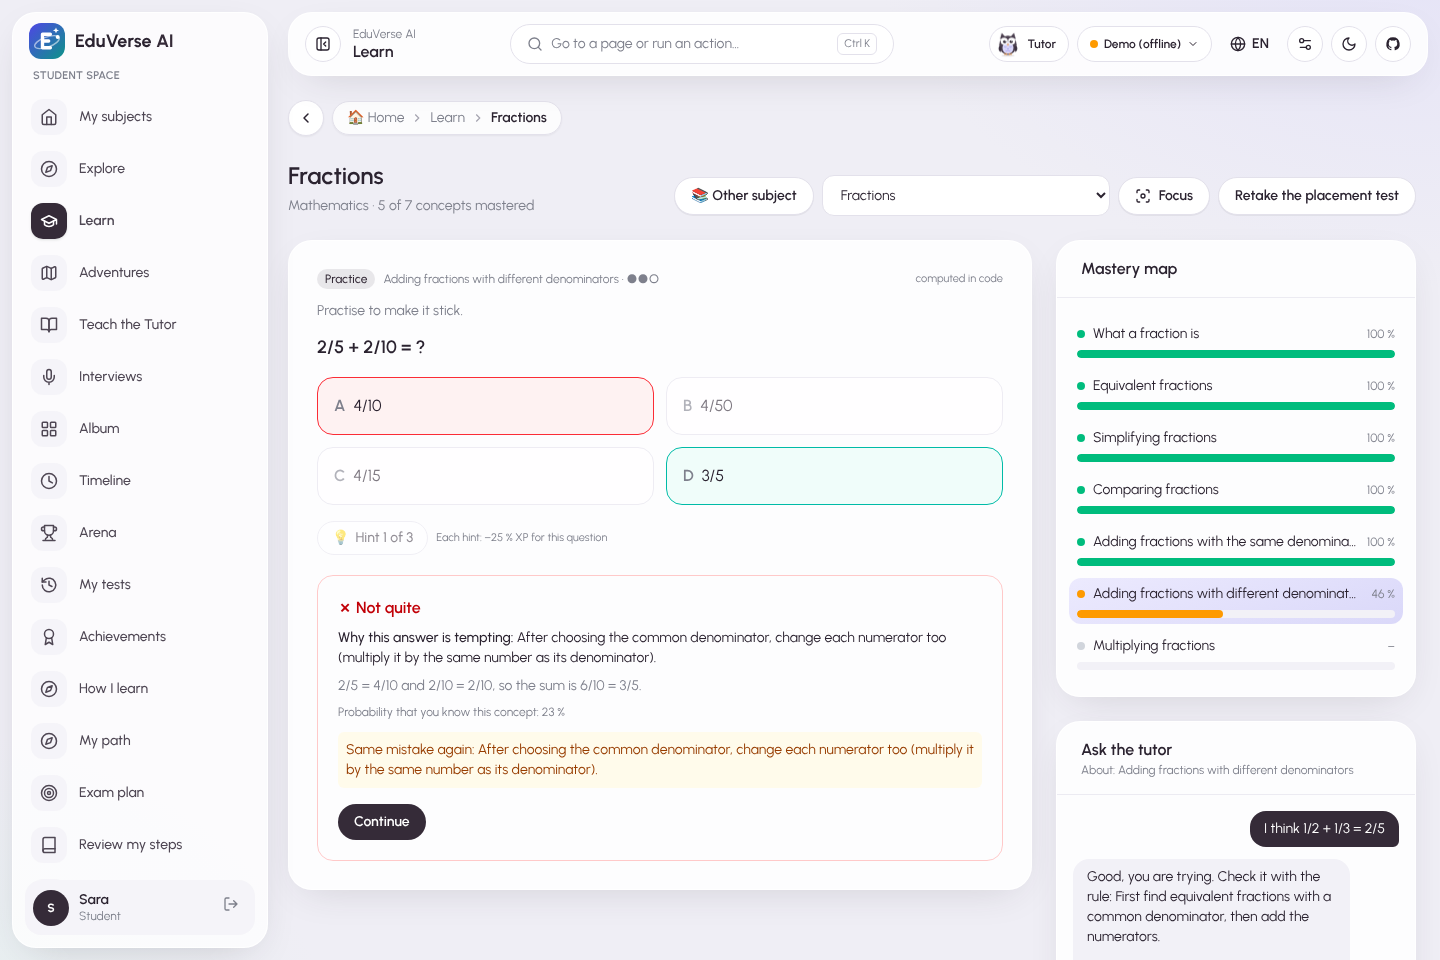 EduVerse AI
STUDENT SPACE
My subjects
Explore
Learn
Adventures
Teach the Tutor
Interviews
Album
Timeline
Arena
My tests
Achievements
How I learn
My path
Exam plan
Review my steps
S
Sara
Student
EduVerse AI
Learn
Go to a page or run an action...
Ctrl K
Tutor
Demo (offline)
EN
Home
Learn
Fractions
Fractions
Mathematics · 5 of 7 concepts mastered
Other subject
Fractions
Focus
Retake the placement test
Practice
Adding fractions with different denominators · ●●○
computed in code
Practise to make it stick.
2/5 + 2/10 = ?
A 4/10
B 4/50
C 4/15
D 3/5
Hint 1 of 3
Each hint: −25 % XP for this question
✕ Not quite
Why this answer is tempting: After choosing the common denominator, change each numerator too
(multiply it by the same number as its denominator).
2/5 = 4/10 and 2/10 = 2/10, so the sum is 6/10 = 3/5.
Probability that you know this concept: 23 %
Same mistake again: After choosing the common denominator, change each numerator too (multiply it
by the same number as its denominator).
Continue
Mastery map
What a fraction is 100 %
Equivalent fractions 100 %
Simplifying fractions 100 %
Comparing fractions 100 %
Adding fractions with the same denomina... 100 %
Adding fractions with different denominat... 46 %
Multiplying fractions –
Ask the tutor
About: Adding fractions with different denominators
I think 1/2 + 1/3 = 2/5
Good, you are trying. Check it with the
rule: First find equivalent fractions with a
common denominator, then add the
numerators.